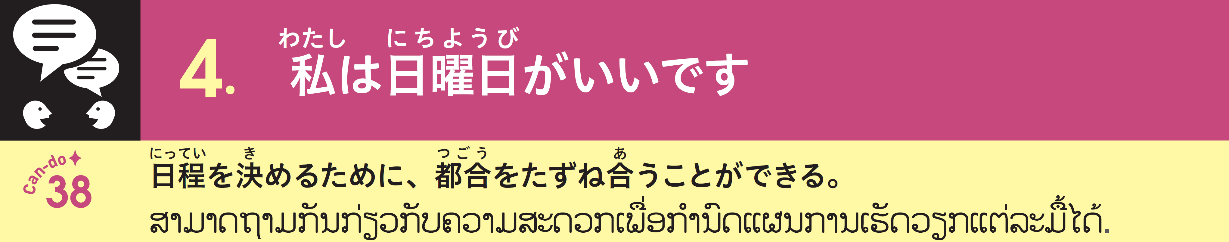 わたし にちようび
4. 私は日曜日がいいです
Can-do
38
にってい き つごう あ
日程を決めるために、都合をたずね合うことができる。
ສາມາດຖາມກັນກ່ຽວກັບຄວາມສະດວກເພື່ອກຳນົດແຜນການເຮັດວຽກແຕ່ລະມື້ໄດ້.